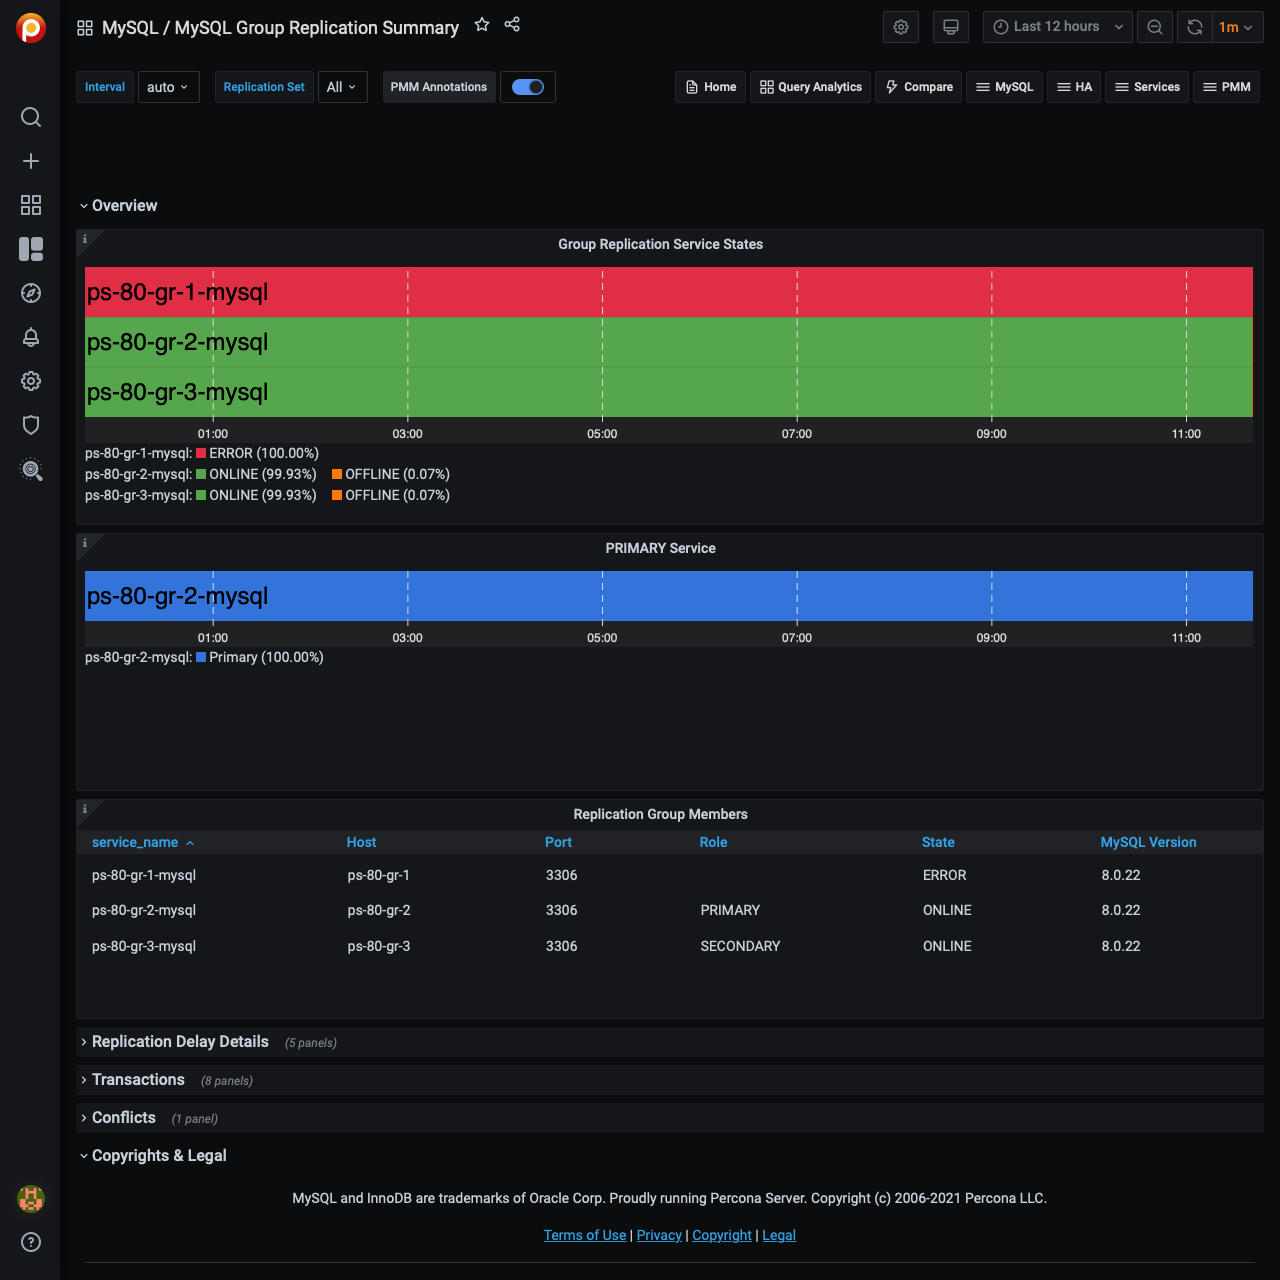 MySQL / MySQL Group Replication Summary
Last 12 hours
1m
Interval auto Replication Set All PMM Annotations
Home Query Analytics Compare MySQL HA Services PMM
Overview
Group Replication Service States
ps-80-gr-1-mysql
ps-80-gr-2-mysql
ps-80-gr-3-mysql
01:00 03:00 05:00 07:00 09:00 11:00
ps-80-gr-1-mysql: ERROR (100.00%)
ps-80-gr-2-mysql: ONLINE (99.93%) OFFLINE (0.07%)
ps-80-gr-3-mysql: ONLINE (99.93%) OFFLINE (0.07%)
PRIMARY Service
ps-80-gr-2-mysql
01:00 03:00 05:00 07:00 09:00 11:00
ps-80-gr-2-mysql: Primary (100.00%)
Replication Group Members
service_name Host Port Role State MySQL Version
ps-80-gr-1-mysql ps-80-gr-1 3306 ERROR 8.0.22
ps-80-gr-2-mysql ps-80-gr-2 3306 PRIMARY ONLINE 8.0.22
ps-80-gr-3-mysql ps-80-gr-3 3306 SECONDARY ONLINE 8.0.22
Replication Delay Details (5 panels)
Transactions (8 panels)
Conflicts (1 panel)
Copyrights & Legal
MySQL and InnoDB are trademarks of Oracle Corp. Proudly running Percona Server. Copyright (c) 2006-2021 Percona LLC.
Terms of Use | Privacy | Copyright | Legal